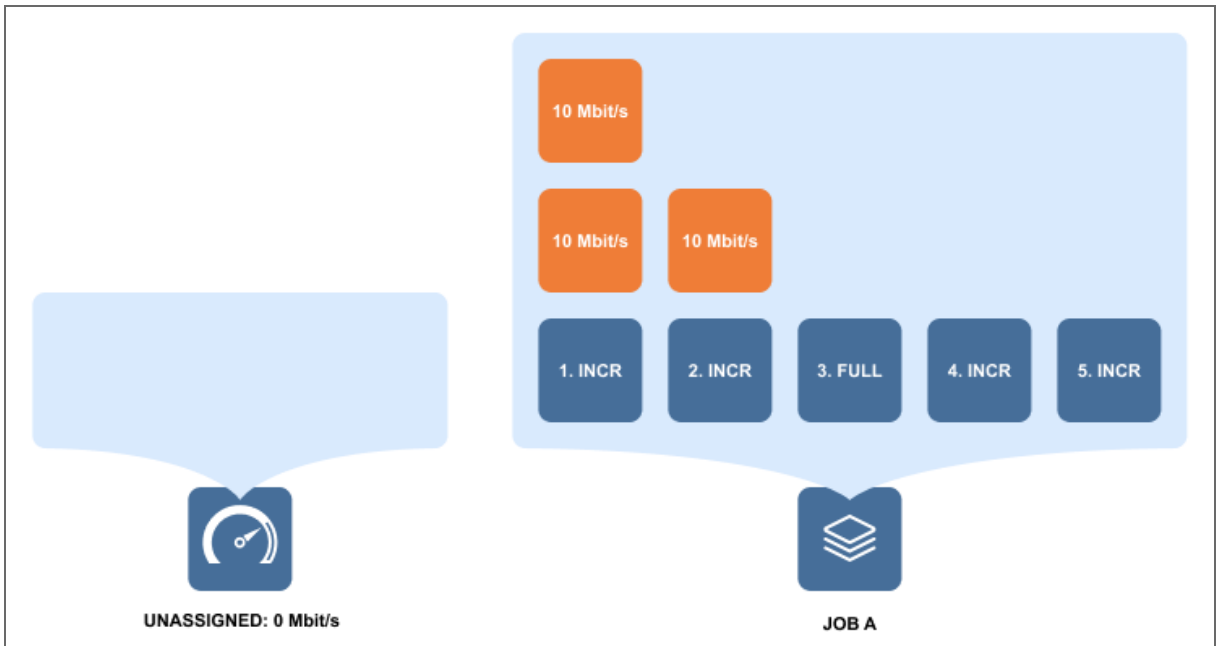 10 Mbit/s
10 Mbit/s 10 Mbit/s
1. INCR 2. INCR 3. FULL 4. INCR 5. INCR
UNASSIGNED: 0 Mbit/s
JOB A